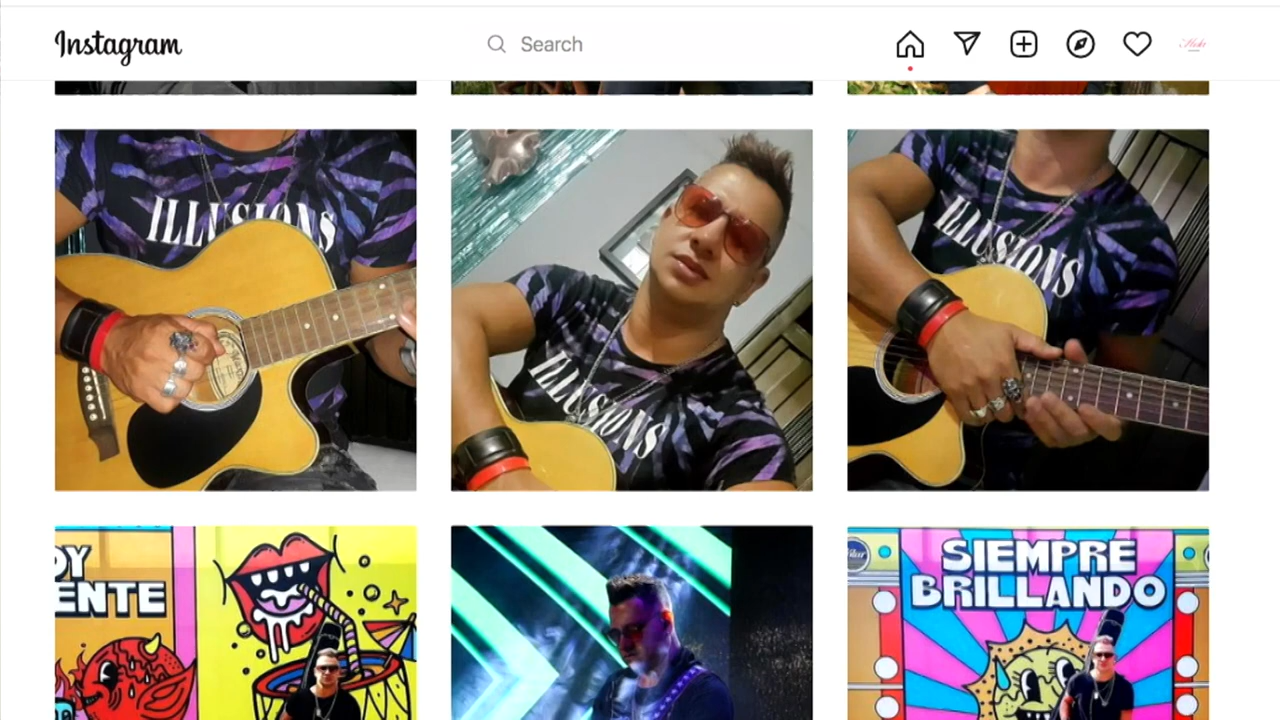 Instagram
Search
ILLUSIONS
ILLUSIONS
ILLUSIONS
OY
ENTE
SIEMPRE
BRILLANDO